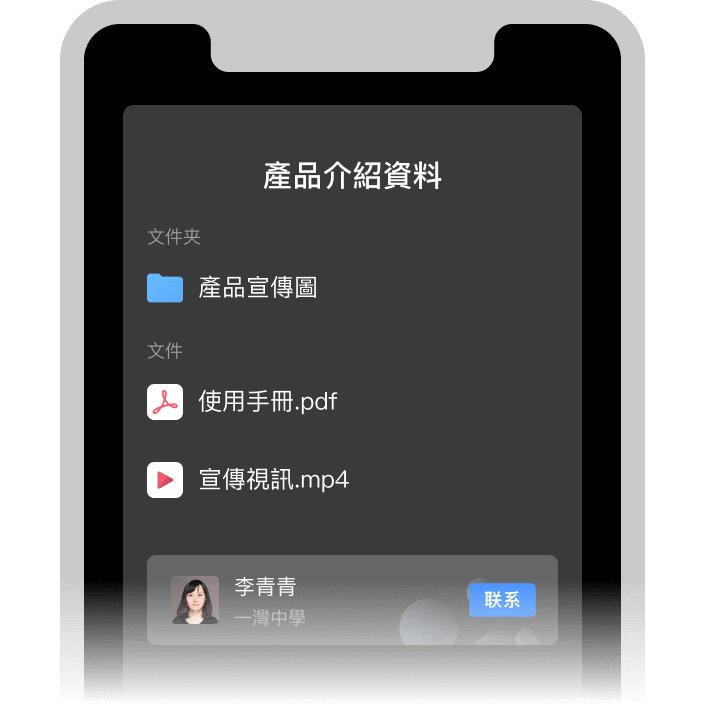 產品介紹資料
文件夹
產品宣傳圖
文件
使用手冊.pdf
宣傳視訊.mp4
李青青
一灣中學
联系